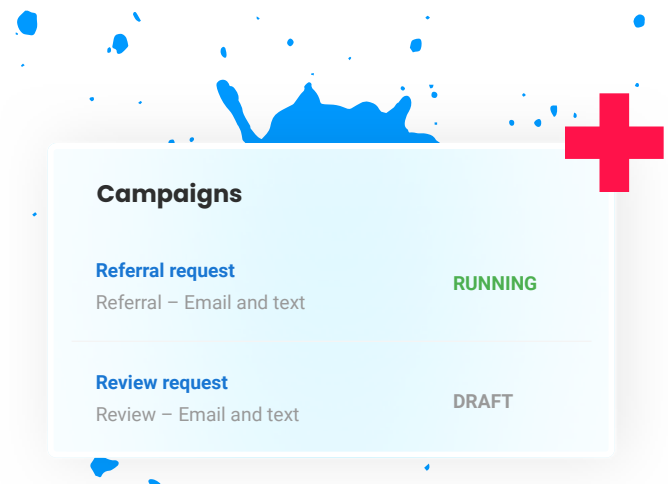 Campaigns
Referral request
Referral – Email and text
RUNNING
Review request
Review – Email and text
DRAFT